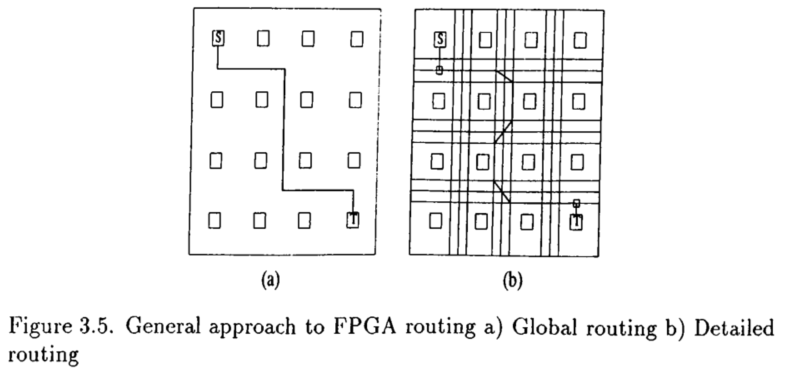 S S
T T
(a) (b)
Figure 3.5. General approach to FPGA routing a) Global routing b) Detailed
routing